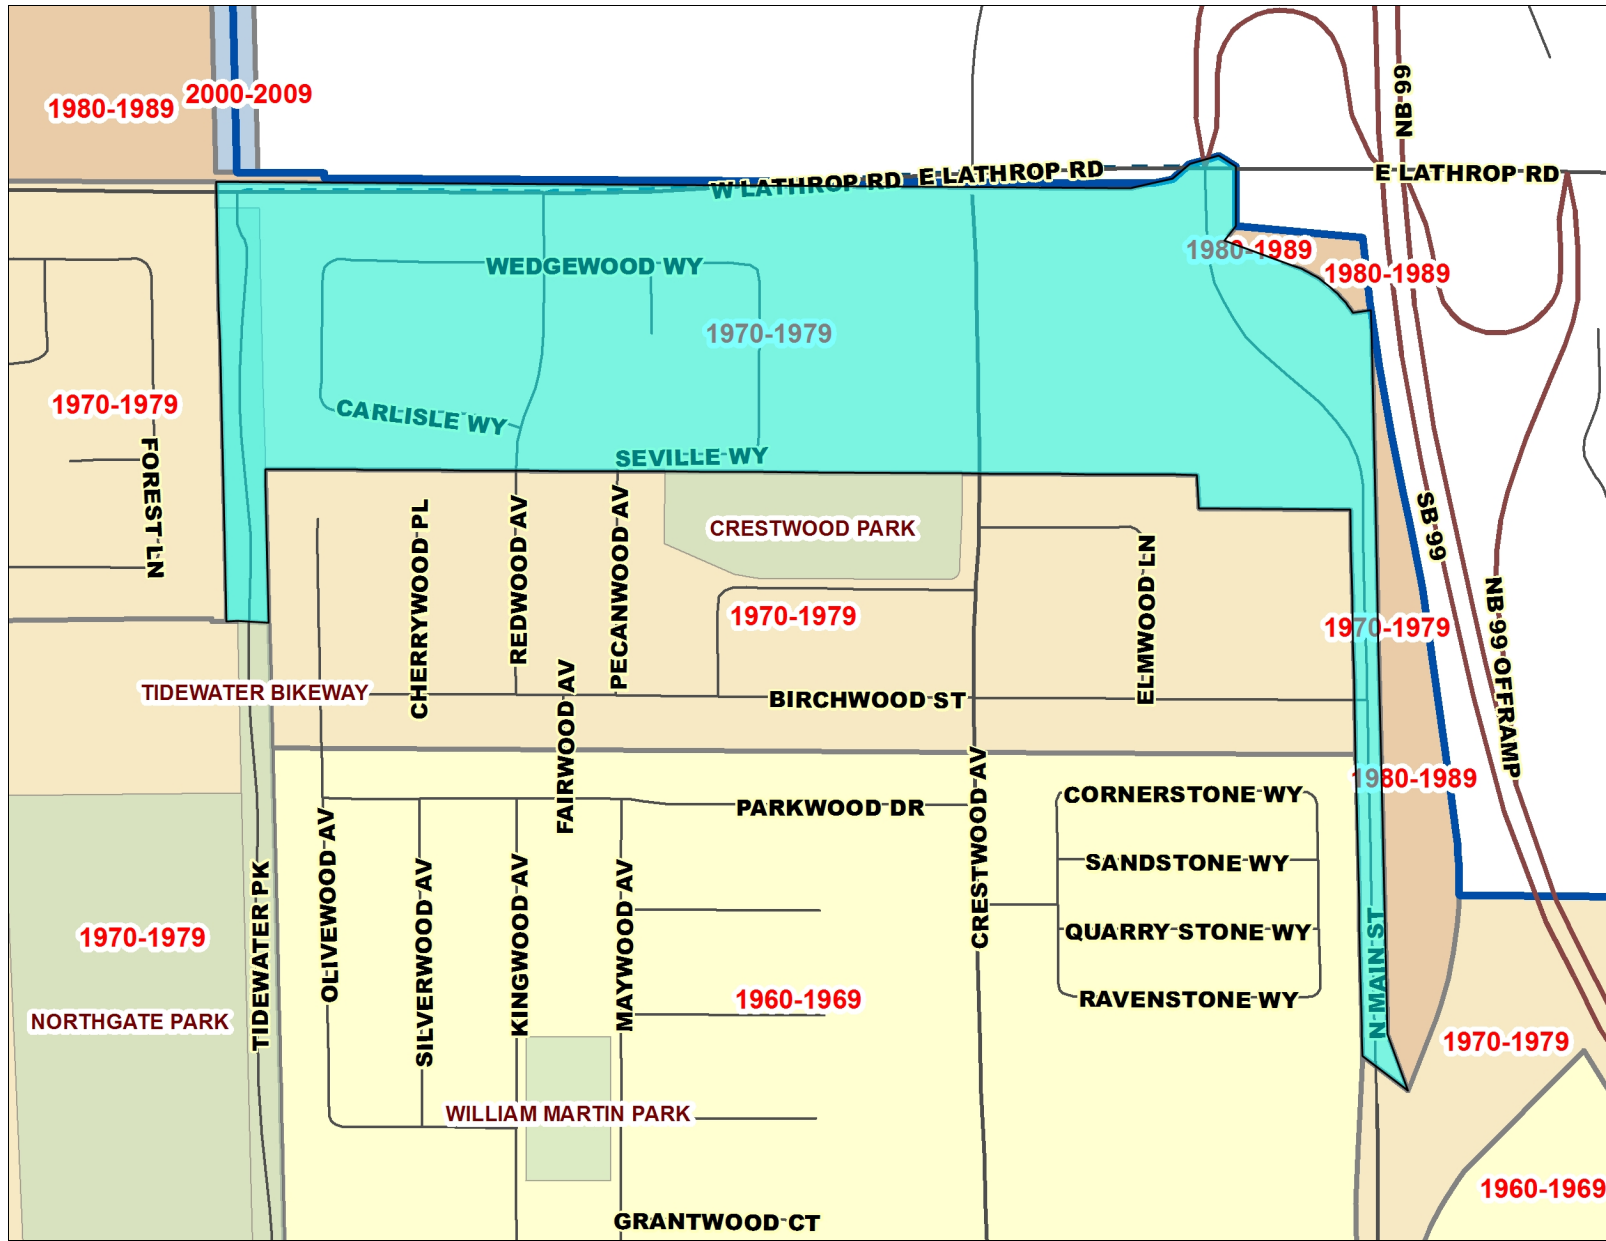 NB 99
2000-2009
1980-1989
W LATHROP RD
E LATHROP RD
E LATHROP RD
1980-1989
1980-1989
WEDGEWOOD WY
1970-1979
1970-1979
CARLISLE WY
SEVILLE WY
FOREST LN
CHERRYWOOD PL
REDWOOD AV
PECANWOOD AV
CRESTWOOD PARK
ELMWOOD LN
SB 99
NB 99 OFFRAMP
1970-1979
1970-1979
TIDEWATER BIKEWAY
BIRCHWOOD ST
FAIRWOOD AV
1980-1989
CORNERSTONE WY
PARKWOOD DR
CRESTWOOD AV
SANDSTONE WY
OLIVEWOOD AV
SILVERWOOD AV
KINGWOOD AV
MAYWOOD AV
TIDEWATER PK
1970-1979
QUARRY STONE WY
N MAIN ST
RAVENSTONE WY
1960-1969
NORTHGATE PARK
1970-1979
WILLIAM MARTIN PARK
1960-1969
GRANTWOOD CT